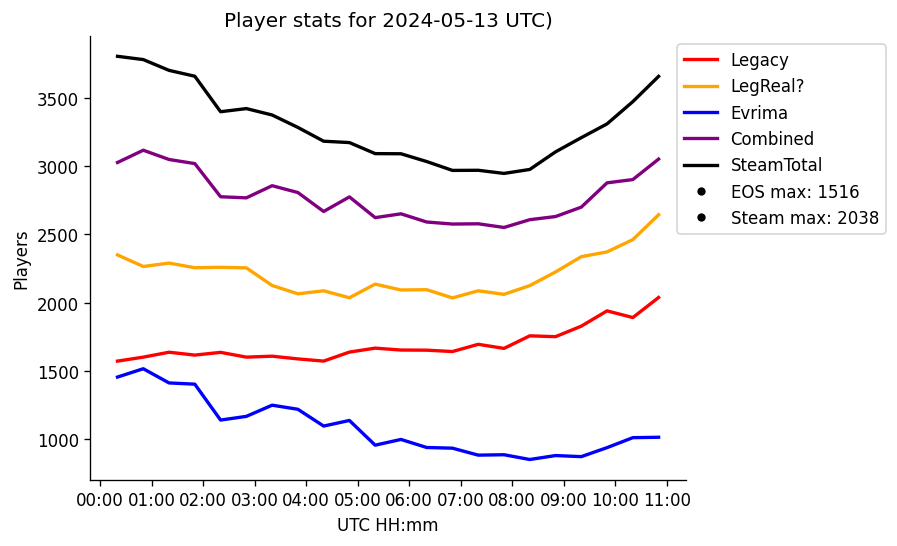 Player stats for 2024-05-13 UTC)
Legacy
LegReal?
Evrima
Combined
SteamTotal
EOS max: 1516
Steam max: 2038
3500
3000
2500
2000
1500
1000
Players
00:00 01:00 02:00 03:00 04:00 05:00 06:00 07:00 08:00 09:00 10:00 11:00
UTC HH:mm